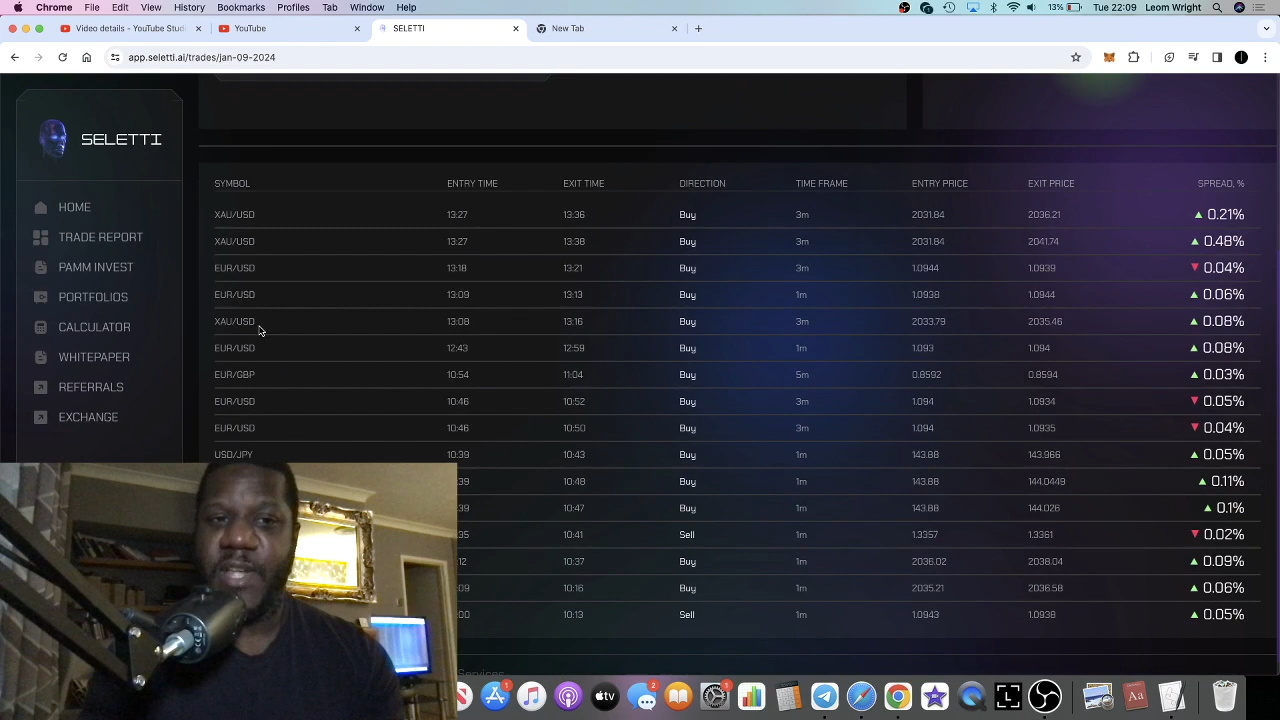 Chrome File Edit View History Bookmarks Profiles Tab Window Help 13% Tue 22:09 Leom Wright
Video details - YouTube Stud YouTube SELETTI New Tab
app.seletti.ai/trades/jan-09-2024
SELETTI
HOME
TRADE REPORT
PAMM INVEST
PORTFOLIOS
CALCULATOR
WHITEPAPER
REFERRALS
EXCHANGE
SYMBOL ENTRY TIME EXIT TIME DIRECTION TIME FRAME ENTRY PRICE EXIT PRICE SPREAD, %
XAU/USD 13:27 13:36 Buy 3m 2031.84 2036.21 0.21%
XAU/USD 13:27 13:38 Buy 3m 2031.84 2041.74 0.48%
EUR/USD 13:18 13:21 Buy 3m 1.0944 1.0939 0.04%
EUR/USD 13:09 13:13 Buy 1m 1.0938 1.0944 0.06%
XAU/USD 13:08 13:16 Buy 3m 2033.79 2035.46 0.08%
EUR/USD 12:43 12:59 Buy 1m 1.093 1.094 0.08%
EUR/GBP 10:54 11:04 Buy 5m 0.8592 0.8594 0.03%
EUR/USD 10:46 10:52 Buy 3m 1.094 1.0934 0.05%
EUR/USD 10:46 10:50 Buy 3m 1.094 1.0935 0.04%
USD/JPY 10:39 10:43 Buy 1m 143.88 143.966 0.05%
:39 10:48 Buy 1m 143.88 144.0449 0.11%
:39 10:47 Buy 1m 143.88 144.026 0.1%
:35 10:41 Sell 1m 1.3357 1.3361 0.02%
:12 10:37 Buy 1m 2036.02 2038.04 0.09%
:09 10:16 Buy 1m 2035.21 2036.58 0.06%
:00 10:13 Sell 1m 1.0943 1.0938 0.05%
Services
tv